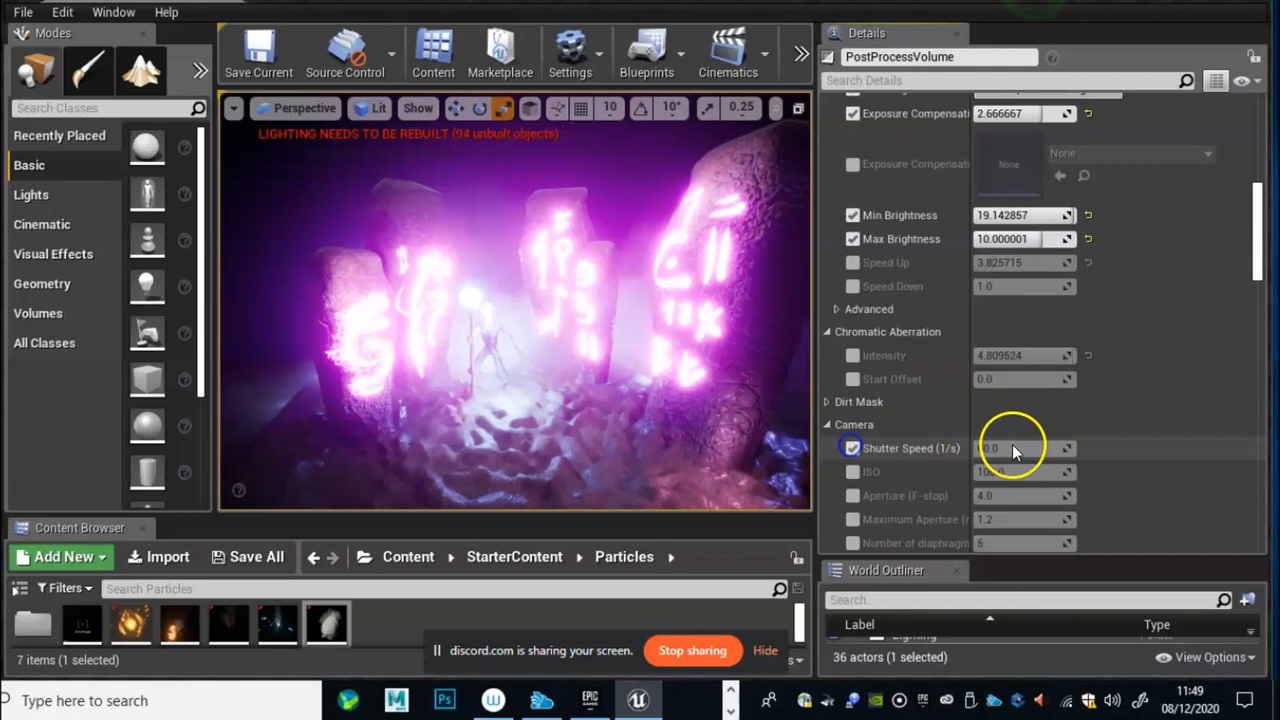 File Edit Window Help
Modes
Save Current Source Control Content Marketplace Settings Blueprints Cinematics
Search Classes
Recently Placed
Basic
Lights
Cinematic
Visual Effects
Geometry
Volumes
All Classes
Perspective Lit Show 10 10° 0.25
LIGHTING NEEDS TO BE REBUILT (94 unbuilt objects)
Details
PostProcessVolume
Search Details
Exposure Compensati 2.666667
Exposure Compensati None None
Min Brightness 19.142857
Max Brightness 10.000001
Speed Up 3.825715
Speed Down 1.0
Advanced
Chromatic Aberration
Intensity 4.809524
Start Offset 0.0
Dirt Mask
Camera
Shutter Speed (1/s)
ISO
Aperture (F-stop) 4.0
Maximum Aperture ( 1.2
Number of diaphragm 5
Content Browser
Add New Import Save All Content StarterContent Particles
Filters Search Particles
7 items (1 selected)
World Outliner
Search...
Label Type
Lighting Folder
36 actors (1 selected) View Options
discord.com is sharing your screen. Stop sharing Hide
Type here to search
11:49
08/12/2020